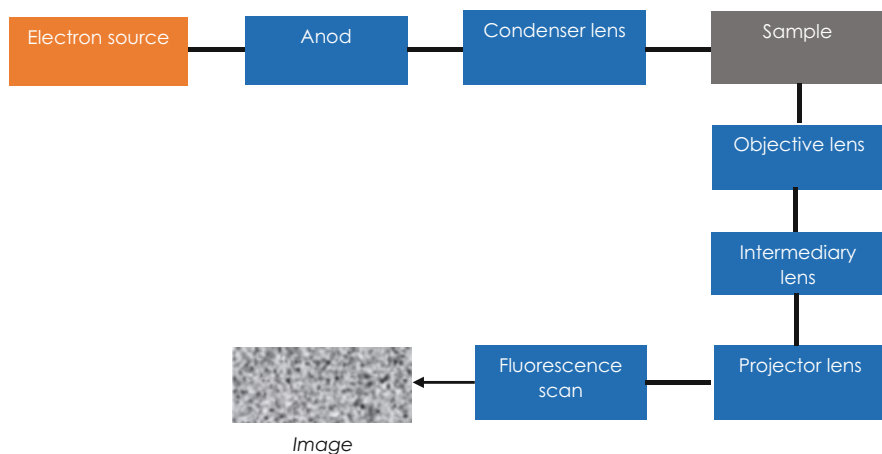 Electron source
Anod
Condenser lens
Sample
Objective lens
Intermediary
lens
Projector lens
Fluorescence
scan
Image